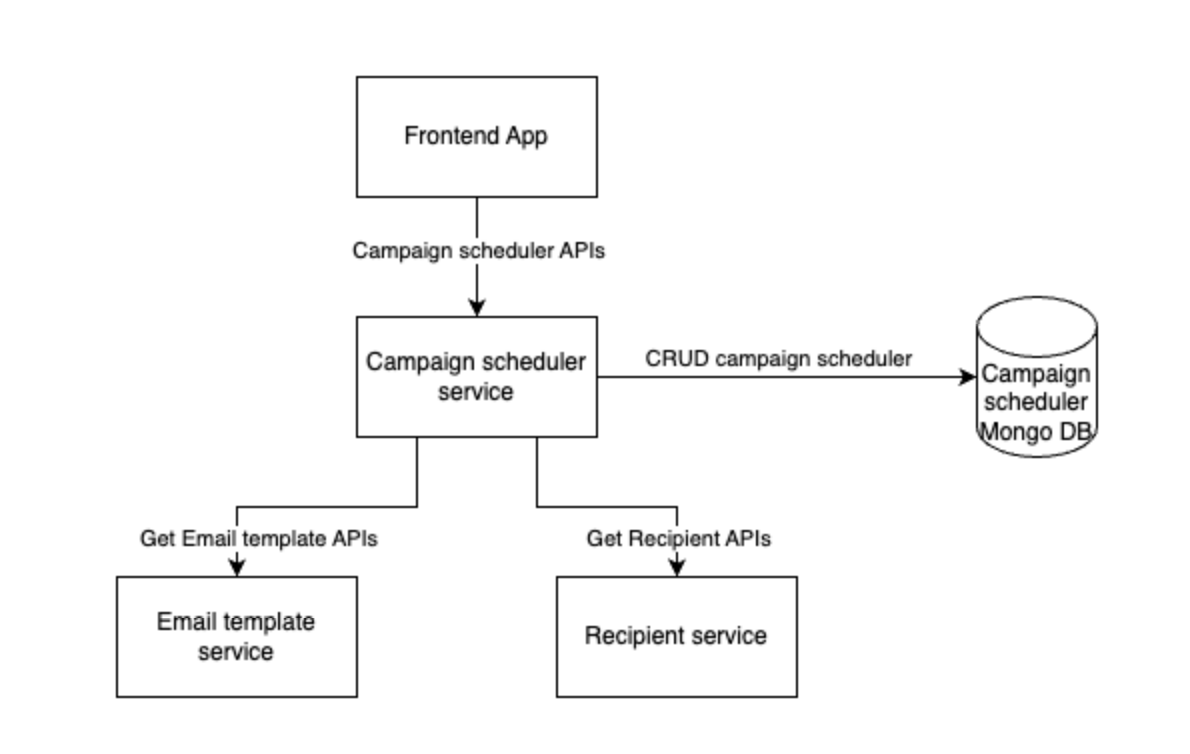 Frontend App
Campaign scheduler APIs
Campaign scheduler
service
CRUD campaign scheduler
Campaign
scheduler
Mongo DB
Get Email template APIs
Get Recipient APIs
Email template
service
Recipient service